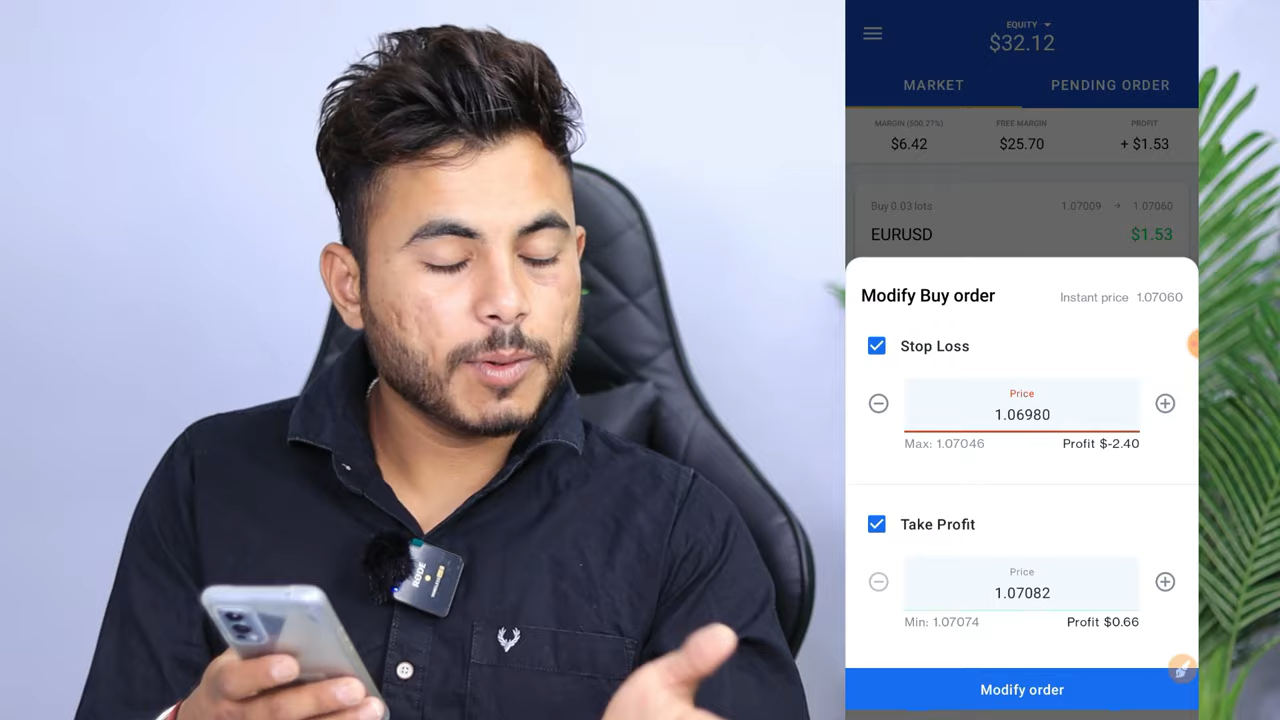 EQUITY
$32.12
MARKET PENDING ORDER
MARGIN (500.27%) FREE MARGIN PROFIT
$6.42 $25.70 + $1.53
Buy 0.03 lots 1.07009 → 1.07060
EURUSD $1.53
Modify Buy order Instant price 1.07060
Stop Loss
Price
1.06980
Max: 1.07046 Profit $-2.40
Take Profit
Price
1.07082
Min: 1.07074 Profit $0.66
Modify order
RODE